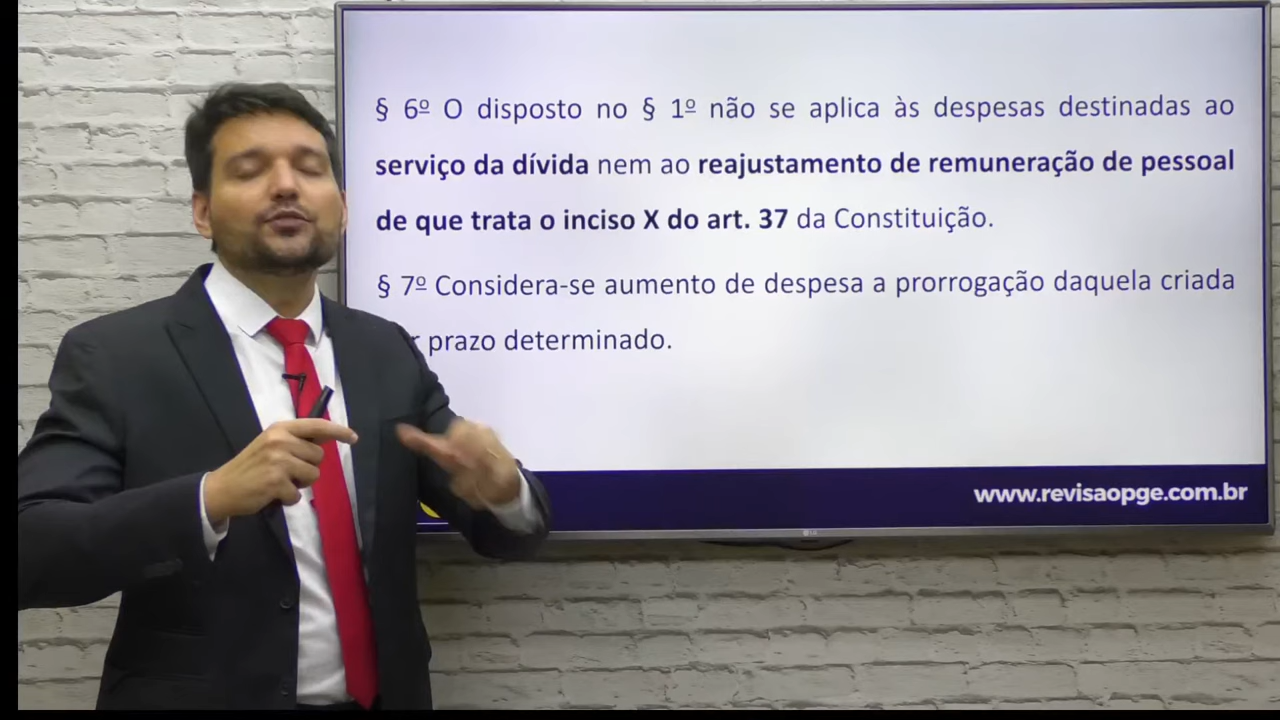 § 6º O disposto no § 1º não se aplica às despesas destinadas ao
serviço da dívida nem ao reajustamento de remuneração de pessoal
de que trata o inciso X do art. 37 da Constituição.
§ 7º Considera-se aumento de despesa a prorrogação daquela criada
prazo determinado.
www.revisaopge.com.br
LG